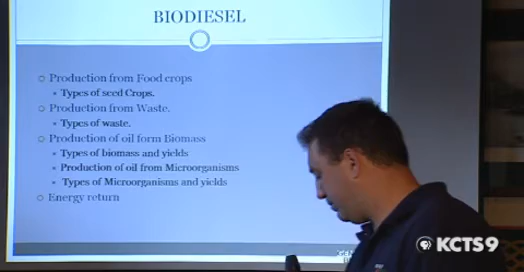 BIODIESEL
Production from Food crops
Types of seed Crops.
Production from Waste.
Types of waste.
Production of oil form Biomass
Types of biomass and yields
Production of oil from Microorganisms
Types of Microorganisms and yields
Energy return
KCTS9